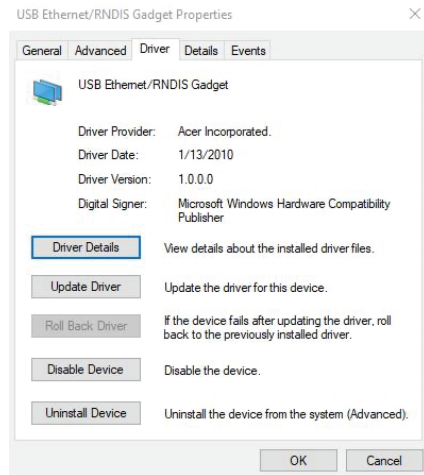 USB Ethernet/RNDIS Gadget Properties
General Advanced Driver Details Events
USB Ethernet/RNDIS Gadget
Driver Provider: Acer Incorporated.
Driver Date: 1/13/2010
Driver Version: 1.0.0.0
Digital Signer: Microsoft Windows Hardware Compatibility
Publisher
Driver Details View details about the installed driver files.
Update Driver Update the driver for this device.
Roll Back Driver If the device fails after updating the driver, roll
back to the previously installed driver.
Disable Device Disable the device.
Uninstall Device Uninstall the device from the system (Advanced).
OK Cancel